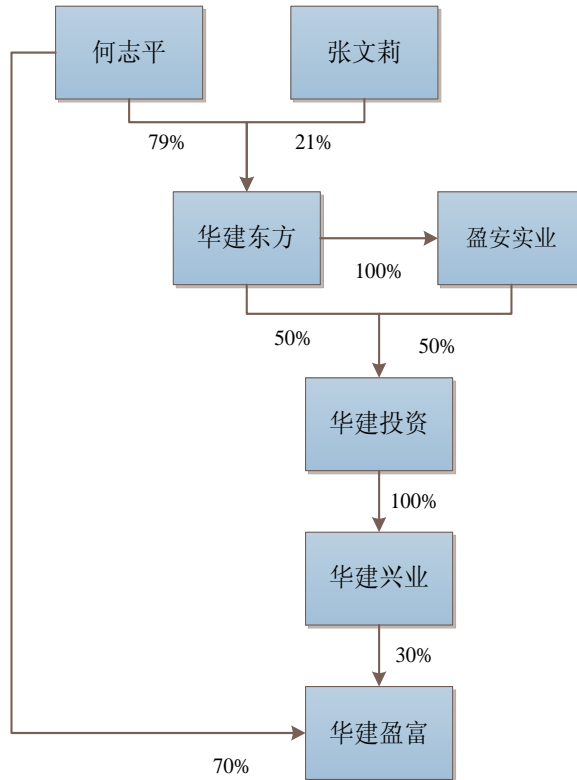 何志平
张文莉
79%
21%
华建东方
盈安实业
100%
50%
50%
华建投资
100%
华建兴业
30%
华建盈富
70%